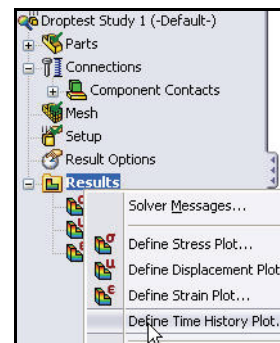 Droptest Study 1 (-Default-)
Parts
Connections
Component Contacts
Mesh
Setup
Result Options
Results
Solver Messages...
Define Stress Plot...
Define Displacement Plot
Define Strain Plot...
Define Time History Plot.